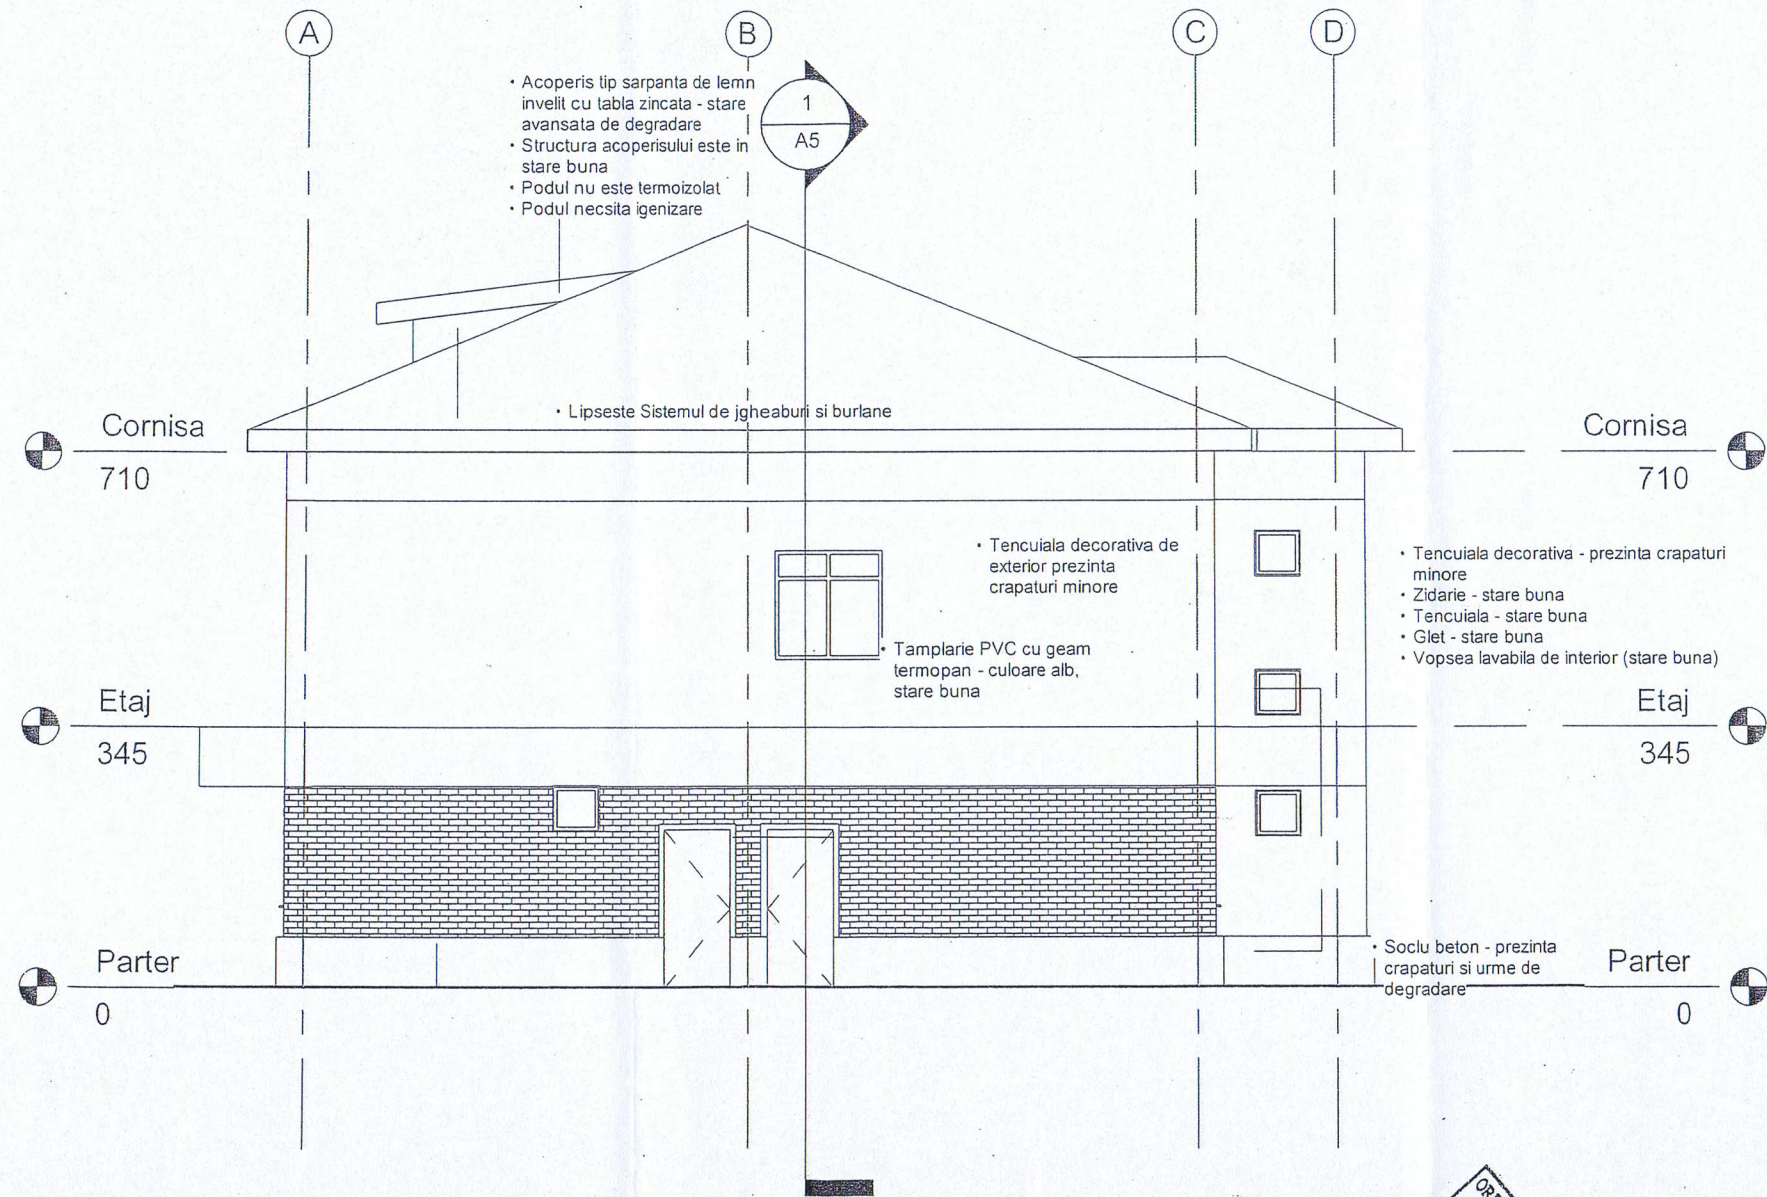 A
B
C
D
• Acoperis tip sarpanta de lemn
invelit cu tabla zincata - stare
avansata de degradare
• Structura acoperisului este in
stare buna
• Podul nu este termoizolat
• Podul necsita igenizare
1
A5
• Lipseste Sistemul de jgheaburi si burlane
Cornisa
710
Cornisa
710
• Tencuiala decorativa de
exterior prezinta
crapaturi minore
• Tencuiala decorativa - prezinta crapaturi
minore
• Zidarie - stare buna
• Tencuiala - stare buna
• Glet - stare buna
• Vopsea lavabila de interior (stare buna)
• Tamplarie PVC cu geam
termopan - culoare alb,
stare buna
Etaj
345
Etaj
345
• Soclu beton - prezinta
crapaturi si urme de
degradare
Parter
0
Parter
0